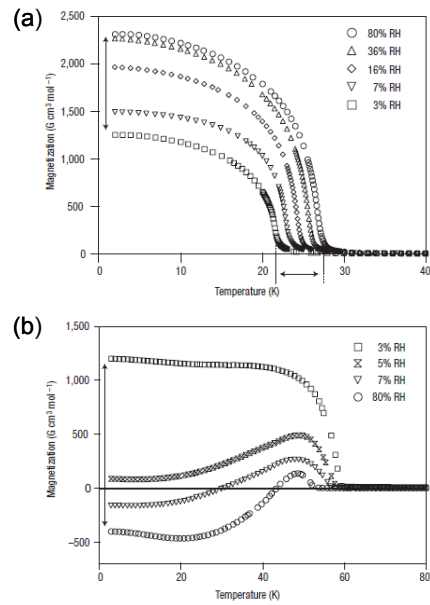 (a)
2,500
2,000
1,500
1,000
500
0
Magnetization (G cm³ mol⁻¹)
80% RH
36% RH
16% RH
7% RH
3% RH
0 10 20 30 40
Temperature (K)
(b)
1,500
1,000
500
0
−500
Magnetization (G cm³ mol⁻¹)
3% RH
5% RH
7% RH
80% RH
0 20 40 60 80
Temperature (K)